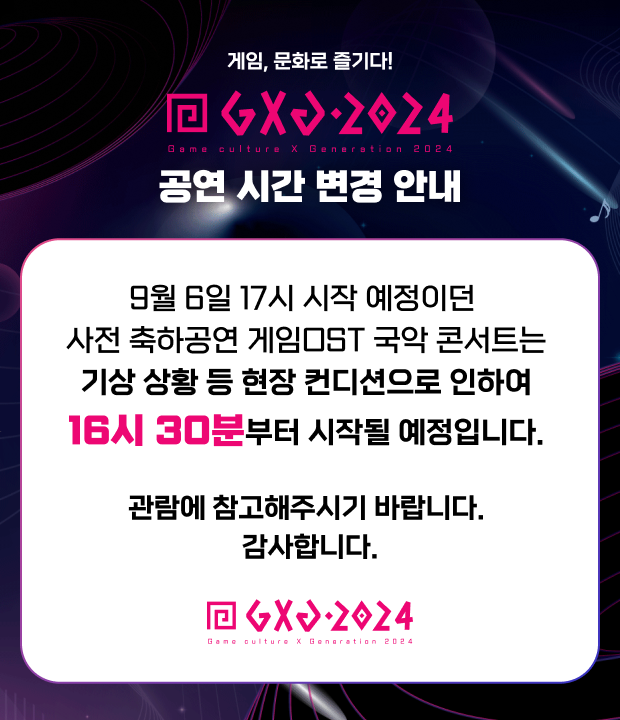 게임, 문화로 즐기다!
GXG·2024
Game culture X Generation 2024
공연 시간 변경 안내
9월 6일 17시 시작 예정이던
사전 축하공연 게임OST 국악 콘서트는
기상 상황 등 현장 컨디션으로 인하여
16시 30분부터 시작될 예정입니다.
관람에 참고해주시기 바랍니다.
감사합니다.
GXG·2024
Game culture X Generation 2024